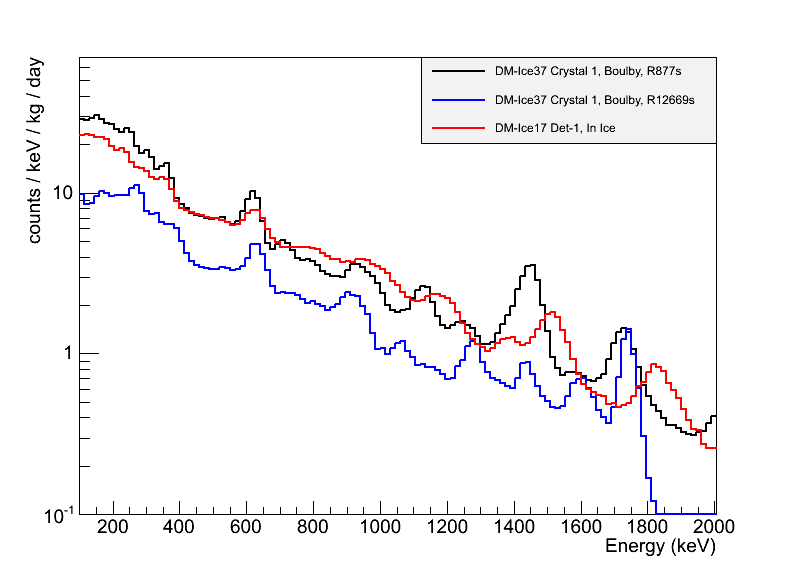 counts / keV / kg / day
DM-Ice37 Crystal 1, Boulby, R877s
DM-Ice37 Crystal 1, Boulby, R12669s
DM-Ice17 Det-1, In Ice
10
1
10-1
200 400 600 800 1000 1200 1400 1600 1800 2000
Energy (keV)